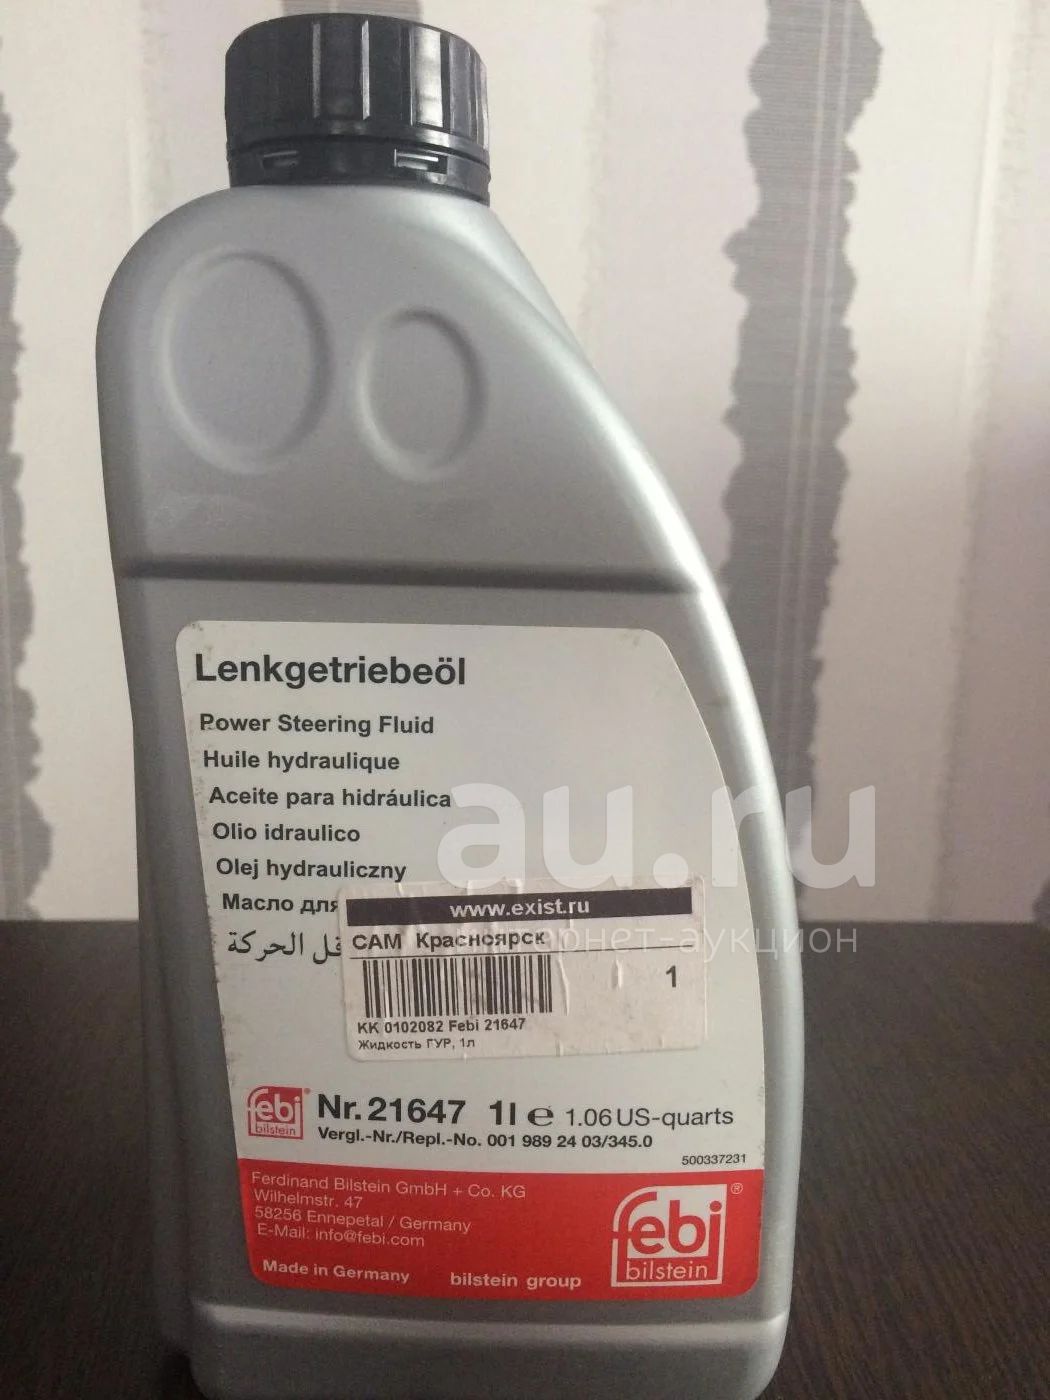 Lenkgetriebeöl
Power Steering Fluid
Huile hydraulique
Aceite para hidráulica
Olio idraulico
Olej hydrauliczny
Масло для
قل الحركة
au.ru
интернет-аукцион
www.exist.ru
САМ Красноярск
1
KK 0102082 Febi 21647
Жидкость ГУР, 1л
febi
bilstein
Nr. 21647 1l e 1.06 US-quarts
Vergl.-Nr./Repl.-No. 001 989 24 03/345.0
500337231
Ferdinand Bilstein GmbH + Co. KG
Wilhelmstr. 47
58256 Ennepetal / Germany
E-Mail: info@febi.com
Made in Germany
bilstein group
febi
bilstein